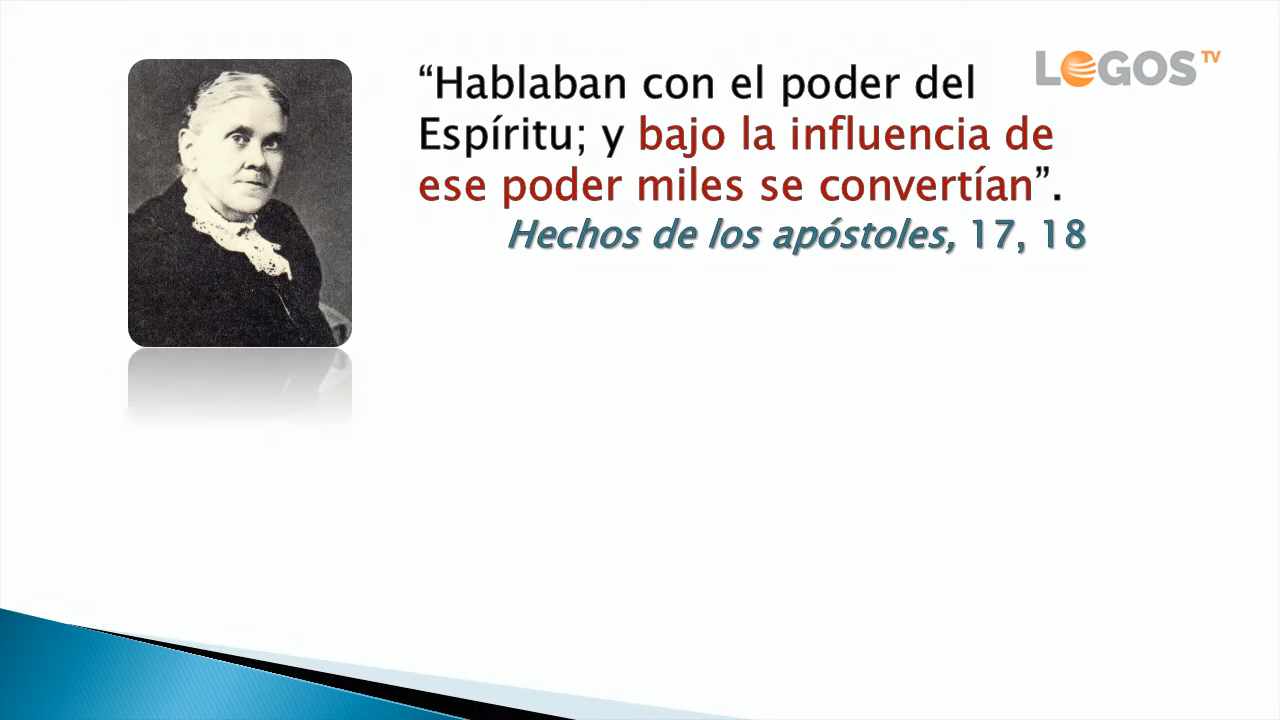 LOGOS TV
“Hablaban con el poder del
Espíritu; y bajo la influencia de
ese poder miles se convertían”.
Hechos de los apóstoles, 17, 18